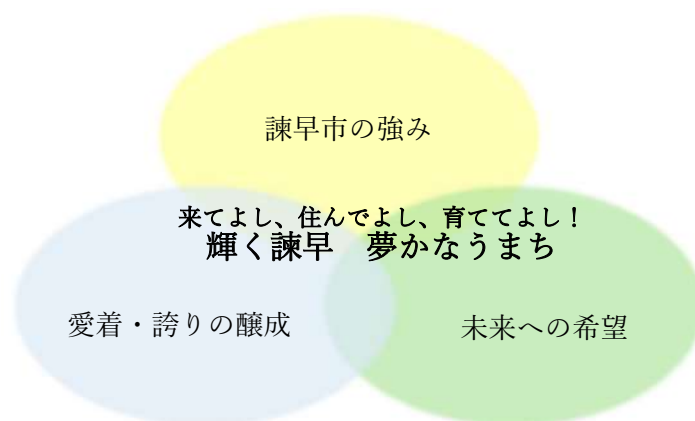 諫早市の強み
来てよし、住んでよし、育ててよし！
輝く諫早　夢かなうまち
愛着・誇りの醸成
未来への希望